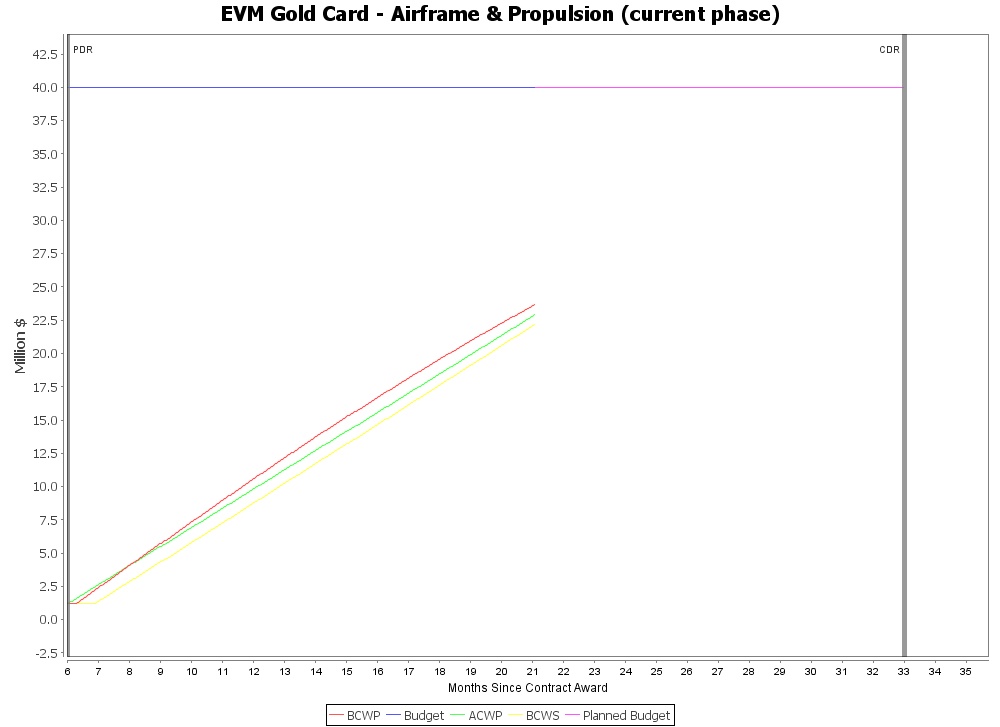 EVM Gold Card - Airframe & Propulsion (current phase)
PDR
CDR
42.5
40.0
37.5
35.0
32.5
30.0
27.5
25.0
22.5
20.0
17.5
15.0
12.5
10.0
7.5
5.0
2.5
0.0
-2.5
Million $
6 7 8 9 10 11 12 13 14 15 16 17 18 19 20 21 22 23 24 25 26 27 28 29 30 31 32 33 34 35
Months Since Contract Award
BCWP Budget ACWP BCWS Planned Budget